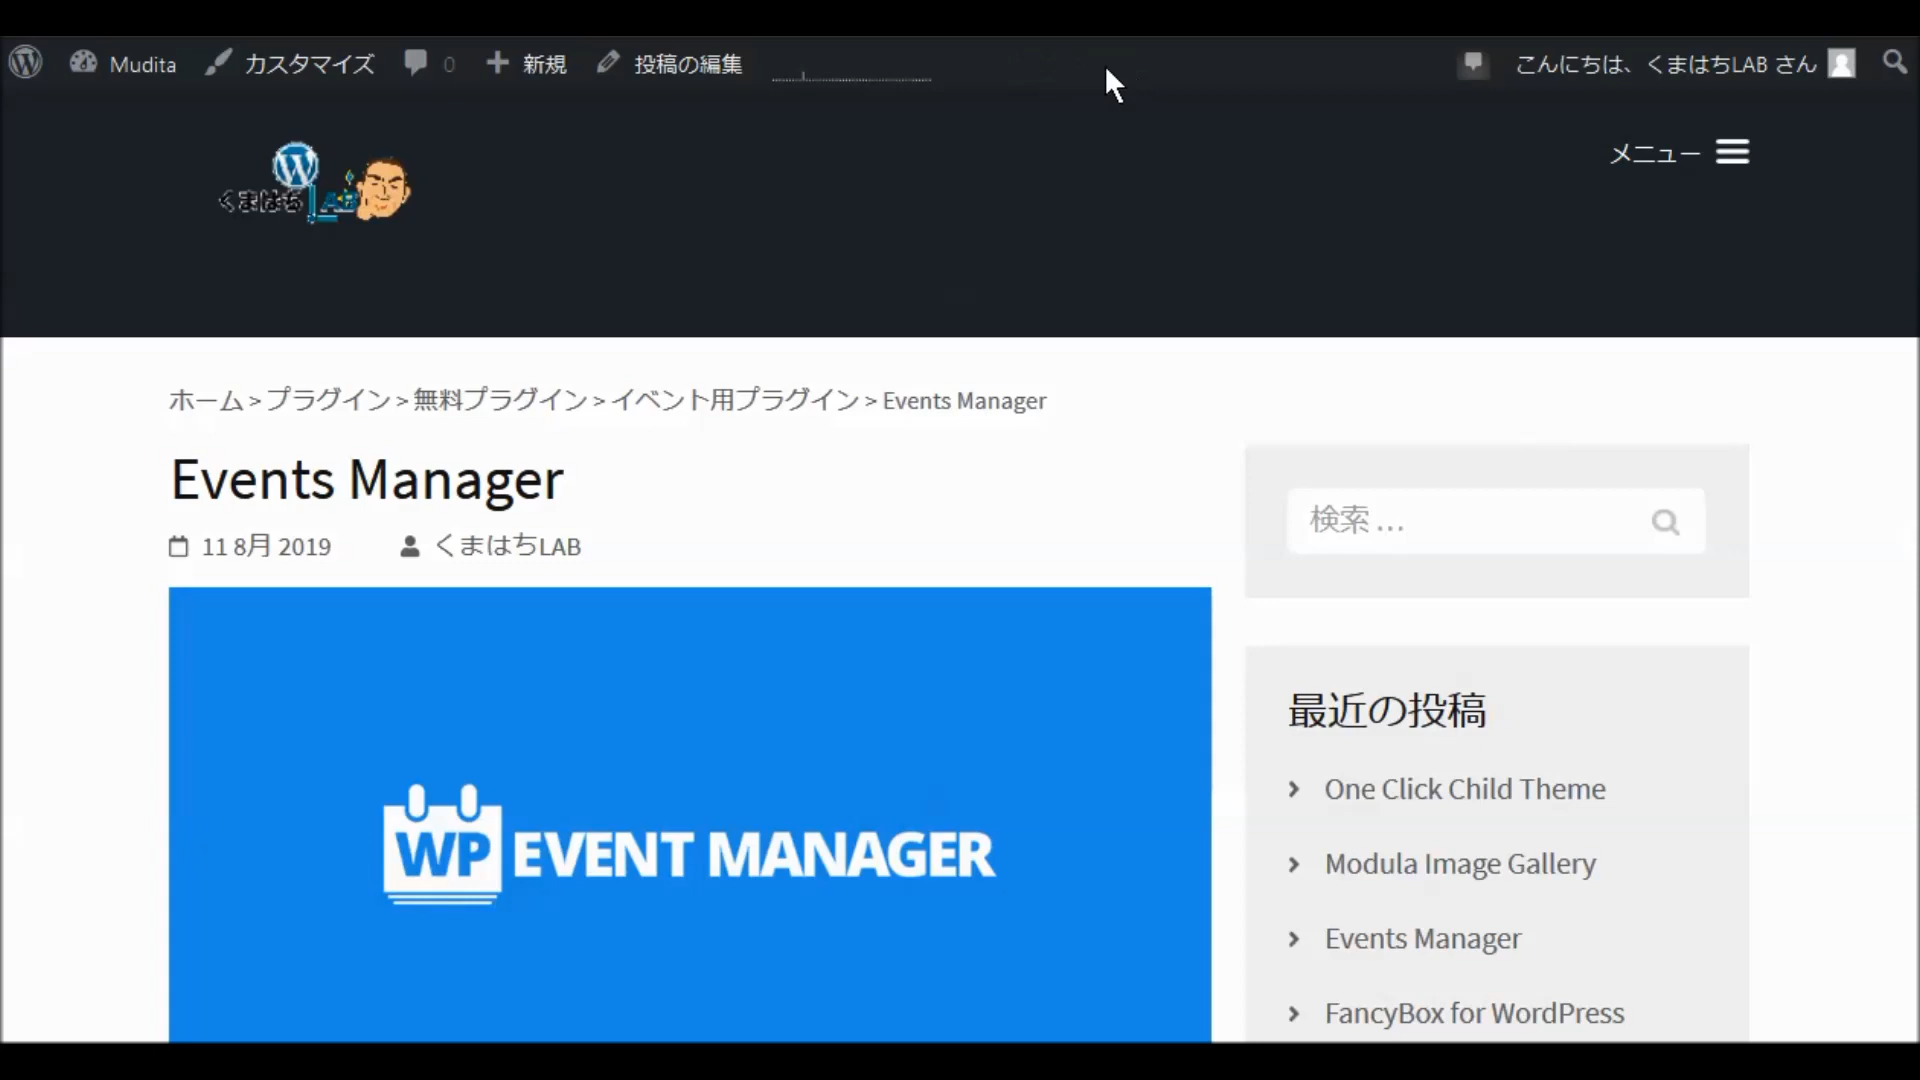 Mudita カスタマイズ 0 新規 投稿の編集 こんにちは、くまはちLAB さん
くまはちLAB
メニュー
ホーム > プラグイン > 無料プラグイン > イベント用プラグイン > Events Manager
Events Manager
11 8月 2019 くまはちLAB
WP EVENT MANAGER
検索 ...
最近の投稿
One Click Child Theme
Modula Image Gallery
Events Manager
FancyBox for WordPress